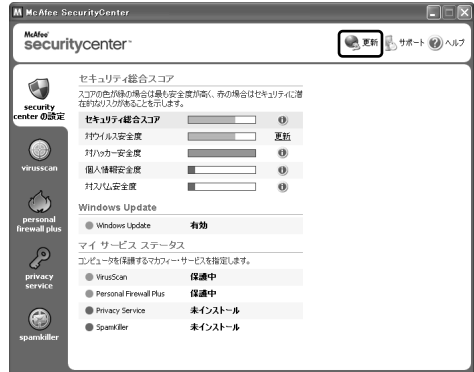 McAfee SecurityCenter
McAfee
securitycenter
更新 サポート ヘルプ
security center の設定
virusscan
personal firewall plus
privacy service
spamkiller
セキュリティ総合スコア
スコアの色が緑の場合は最も安全度が高く、赤の場合はセキュリティに潜
在的なリスクがあることを示します。
セキュリティ総合スコア
対ウイルス安全度 更新
対ハッカー安全度
個人情報安全度
対スパム安全度
Windows Update
Windows Update 有効
マイ サービス ステータス
コンピュータを保護するマカフィー・サービスを指定します。
VirusScan 保護中
Personal Firewall Plus 保護中
Privacy Service 未インストール
SpamKiller 未インストール